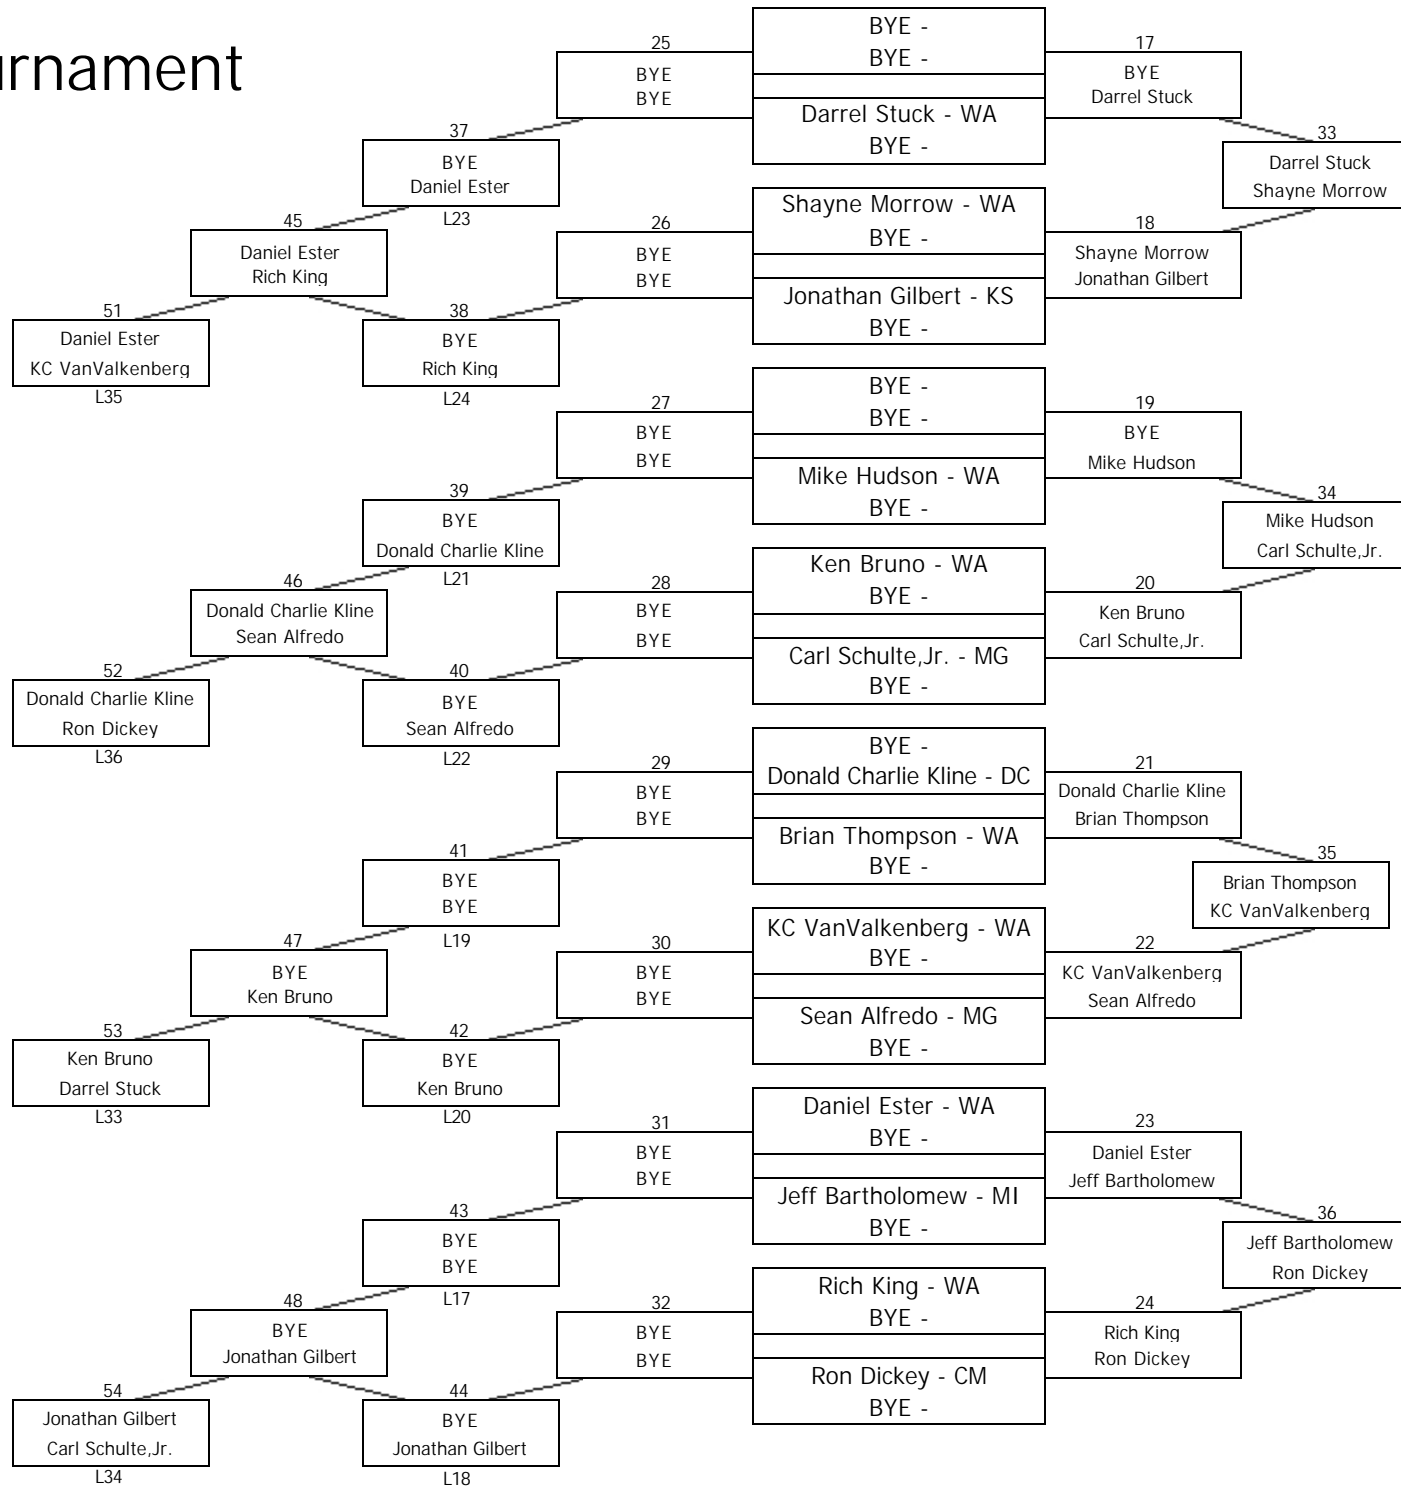 urnament
25
BYE
BYE
BYE -
BYE -
Darrel Stuck - WA
BYE -
17
BYE
Darrel Stuck
37
BYE
Daniel Ester
L23
33
Darrel Stuck
Shayne Morrow
45
Daniel Ester
Rich King
26
BYE
BYE
Shayne Morrow - WA
BYE -
Jonathan Gilbert - KS
BYE -
18
Shayne Morrow
Jonathan Gilbert
51
Daniel Ester
KC VanValkenberg
L35
38
BYE
Rich King
L24
27
BYE
BYE
BYE -
BYE -
Mike Hudson - WA
BYE -
19
BYE
Mike Hudson
39
BYE
Donald Charlie Kline
L21
34
Mike Hudson
Carl Schulte,Jr.
46
Donald Charlie Kline
Sean Alfredo
28
BYE
BYE
Ken Bruno - WA
BYE -
Carl Schulte,Jr. - MG
BYE -
20
Ken Bruno
Carl Schulte,Jr.
52
Donald Charlie Kline
Ron Dickey
L36
40
BYE
Sean Alfredo
L22
29
BYE
BYE
BYE -
Donald Charlie Kline - DC
Brian Thompson - WA
BYE -
21
Donald Charlie Kline
Brian Thompson
41
BYE
BYE
L19
35
Brian Thompson
KC VanValkenberg
47
BYE
Ken Bruno
30
BYE
BYE
KC VanValkenberg - WA
BYE -
Sean Alfredo - MG
BYE -
22
KC VanValkenberg
Sean Alfredo
53
Ken Bruno
Darrel Stuck
L33
42
BYE
Ken Bruno
L20
31
BYE
BYE
Daniel Ester - WA
BYE -
Jeff Bartholomew - MI
BYE -
23
Daniel Ester
Jeff Bartholomew
43
BYE
BYE
L17
36
Jeff Bartholomew
Ron Dickey
48
BYE
Jonathan Gilbert
32
BYE
BYE
Rich King - WA
BYE -
Ron Dickey - CM
BYE -
24
Rich King
Ron Dickey
54
Jonathan Gilbert
Carl Schulte,Jr.
L34
44
BYE
Jonathan Gilbert
L18